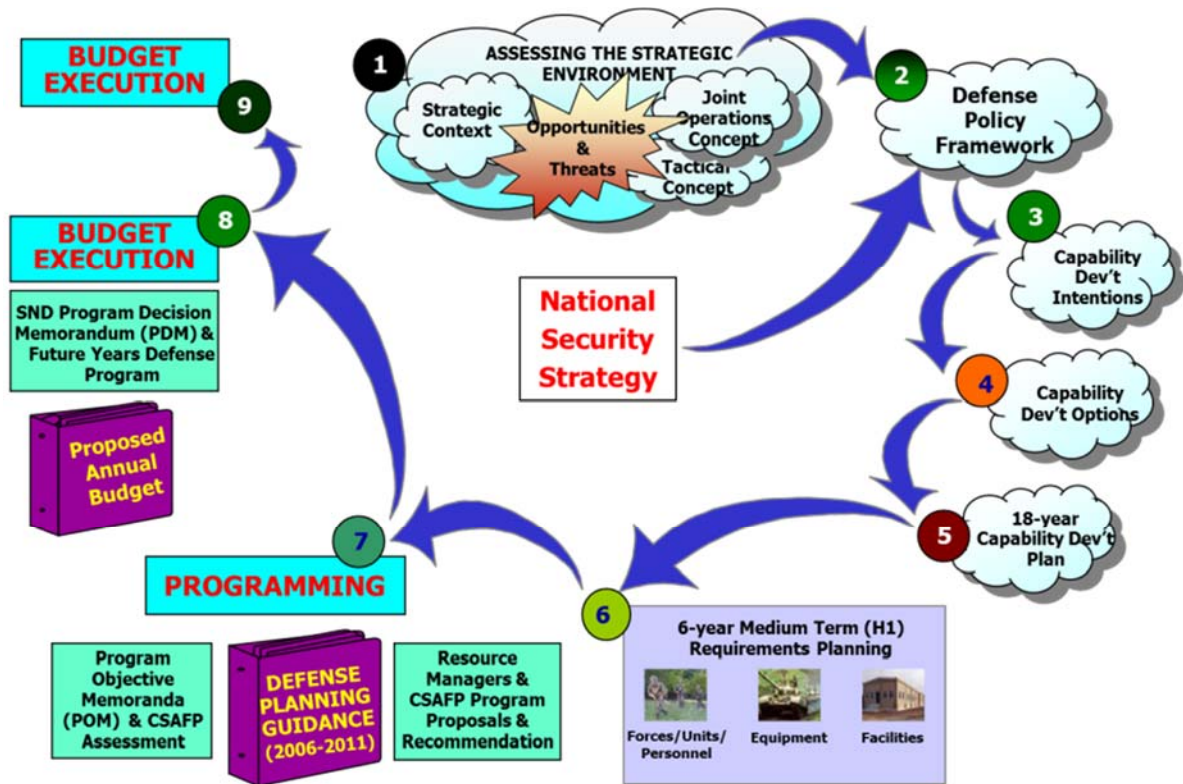 1
ASSESSING THE STRATEGIC
ENVIRONMENT
Strategic
Context
Opportunities
&
Threats
Joint
Operations
Concept
Tactical
Concept
2
Defense
Policy
Framework
3
Capability
Dev't
Intentions
4
Capability
Dev't Options
5
18-year
Capability Dev't
Plan
National
Security
Strategy
6
6-year Medium Term (H1)
Requirements Planning
Forces/Units/
Personnel
Equipment
Facilities
7
PROGRAMMING
Program
Objective
Memoranda
(POM) & CSAFP
Assessment
DEFENSE
PLANNING
GUIDANCE
(2006-2011)
Resource
Managers &
CSAFP Program
Proposals &
Recommendation
8
BUDGET
EXECUTION
SND Program Decision
Memorandum (PDM) &
Future Years Defense
Program
Proposed
Annual
Budget
9
BUDGET
EXECUTION